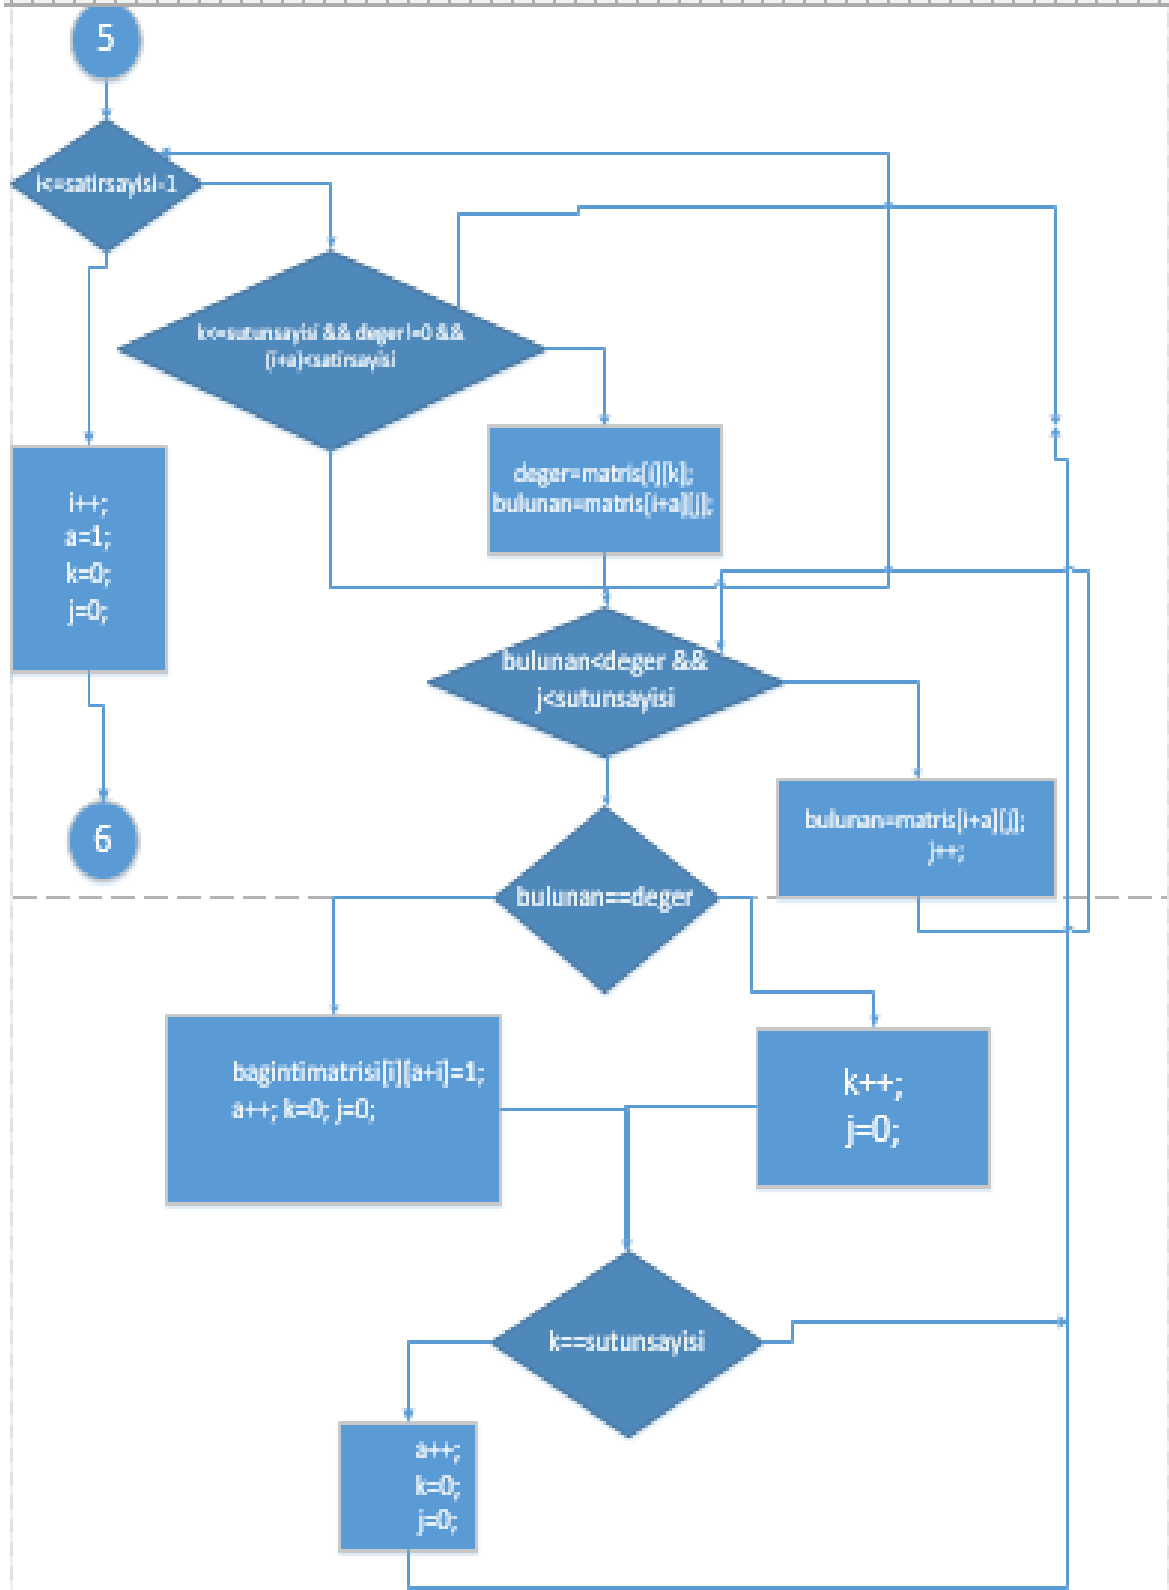 5
i<=satirsayisi-1
k<=sutunsayisi && deger !=0 &&
(i+a)<satirsayisi
deger=matris[i][k];
bulunan=matris[i+a][j];
i++;
a=1;
k=0;
j=0;
bulunan<deger &&
j<sutunsayisi
6
bulunan=matris[i+a][j];
j++;
bulunan==deger
bagintimatrisi[i][a+i]=1;
a++; k=0; j=0;
k++;
j=0;
k==sutunsayisi
a++;
k=0;
j=0;